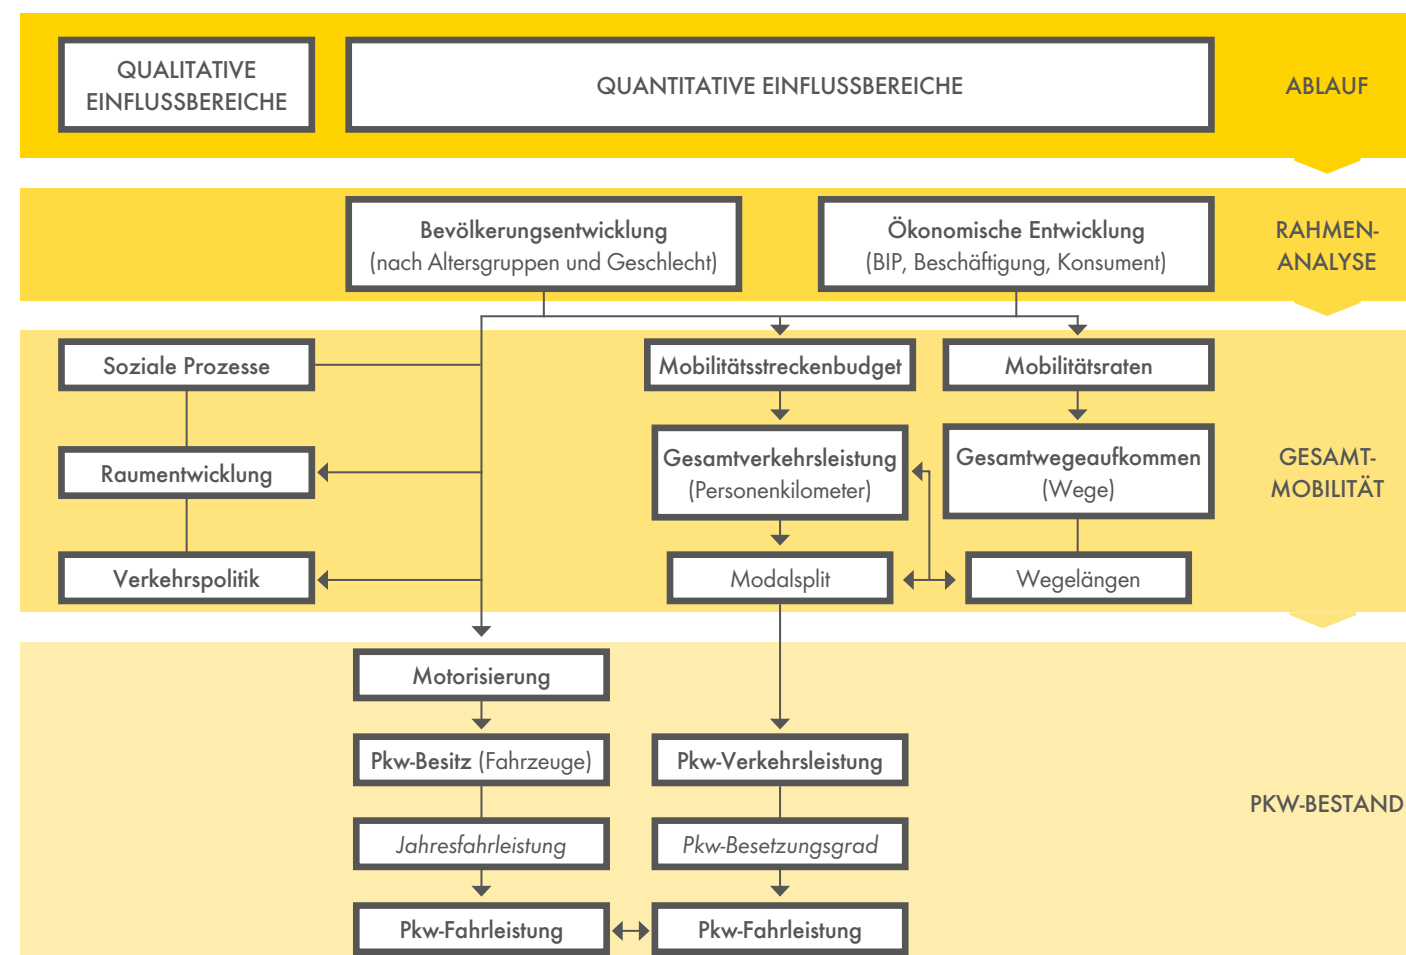 QUALITATIVE
EINFLUSSBEREICHE
QUANTITATIVE EINFLUSSBEREICHE
ABLAUF
Bevölkerungsentwicklung
(nach Altersgruppen und Geschlecht)
Ökonomische Entwicklung
(BIP, Beschäftigung, Konsument)
RAHMEN-
ANALYSE
Soziale Prozesse
Mobilitätsstreckenbudget
Mobilitätsraten
Raumentwicklung
Gesamtverkehrsleistung
(Personenkilometer)
Gesamtwegeaufkommen
(Wege)
GESAMT-
MOBILITÄT
Verkehrspolitik
Modalsplit
Wegelängen
Motorisierung
Pkw-Besitz (Fahrzeuge)
Pkw-Verkehrsleistung
PKW-BESTAND
Jahresfahrleistung
Pkw-Besetzungsgrad
Pkw-Fahrleistung
Pkw-Fahrleistung